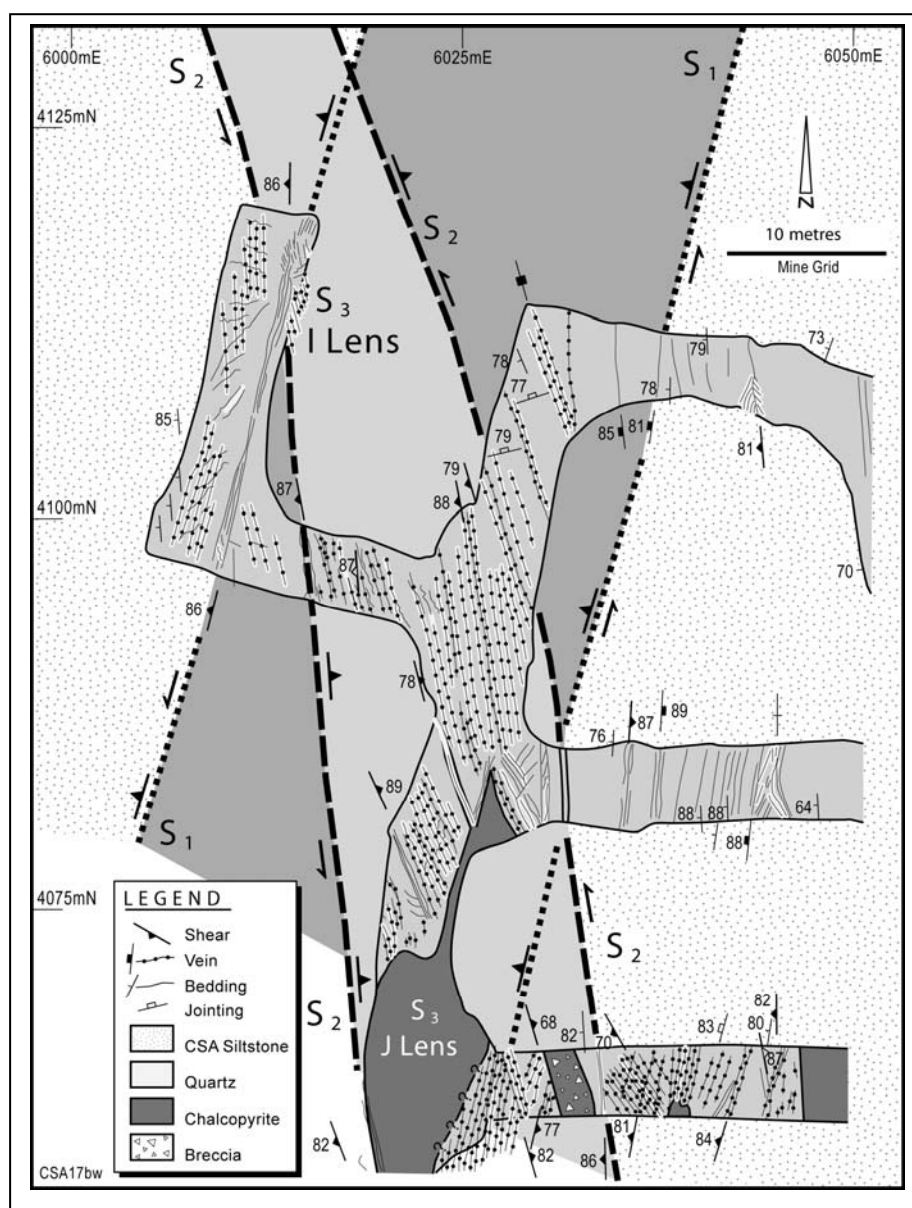 6000mE
6025mE
6050mE
S2
S1
4125mN
86
S2
N
10 metres
Mine Grid
S3
I Lens
73
79
78
77
78
85
85
81
81
79
79
88
4100mN
87
87
70
86
78
89
87
76
89
88
88
64
88
S1
4075mN
S2
LEGEND
Shear
Vein
Bedding
Jointing
CSA Siltstone
Quartz
Chalcopyrite
Breccia
S2
S3
J Lens
68
82
70
83
80
82
87
82
77
82
86
81
84
CSA17bw